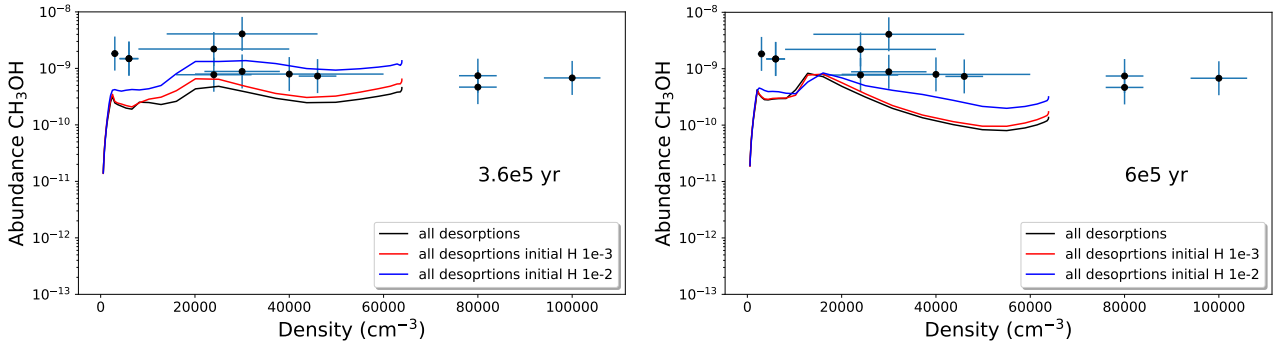 10⁻⁸
10⁻⁹
10⁻¹⁰
10⁻¹¹
10⁻¹²
10⁻¹³
Abundance CH₃OH
3.6e5 yr
all desorptions
all desoprtions initial H 1e-3
all desoprtions initial H 1e-2
0 20000 40000 60000 80000 100000
Density (cm⁻³)
10⁻⁸
10⁻⁹
10⁻¹⁰
10⁻¹¹
10⁻¹²
10⁻¹³
Abundance CH₃OH
6e5 yr
all desorptions
all desoprtions initial H 1e-3
all desoprtions initial H 1e-2
0 20000 40000 60000 80000 100000
Density (cm⁻³)